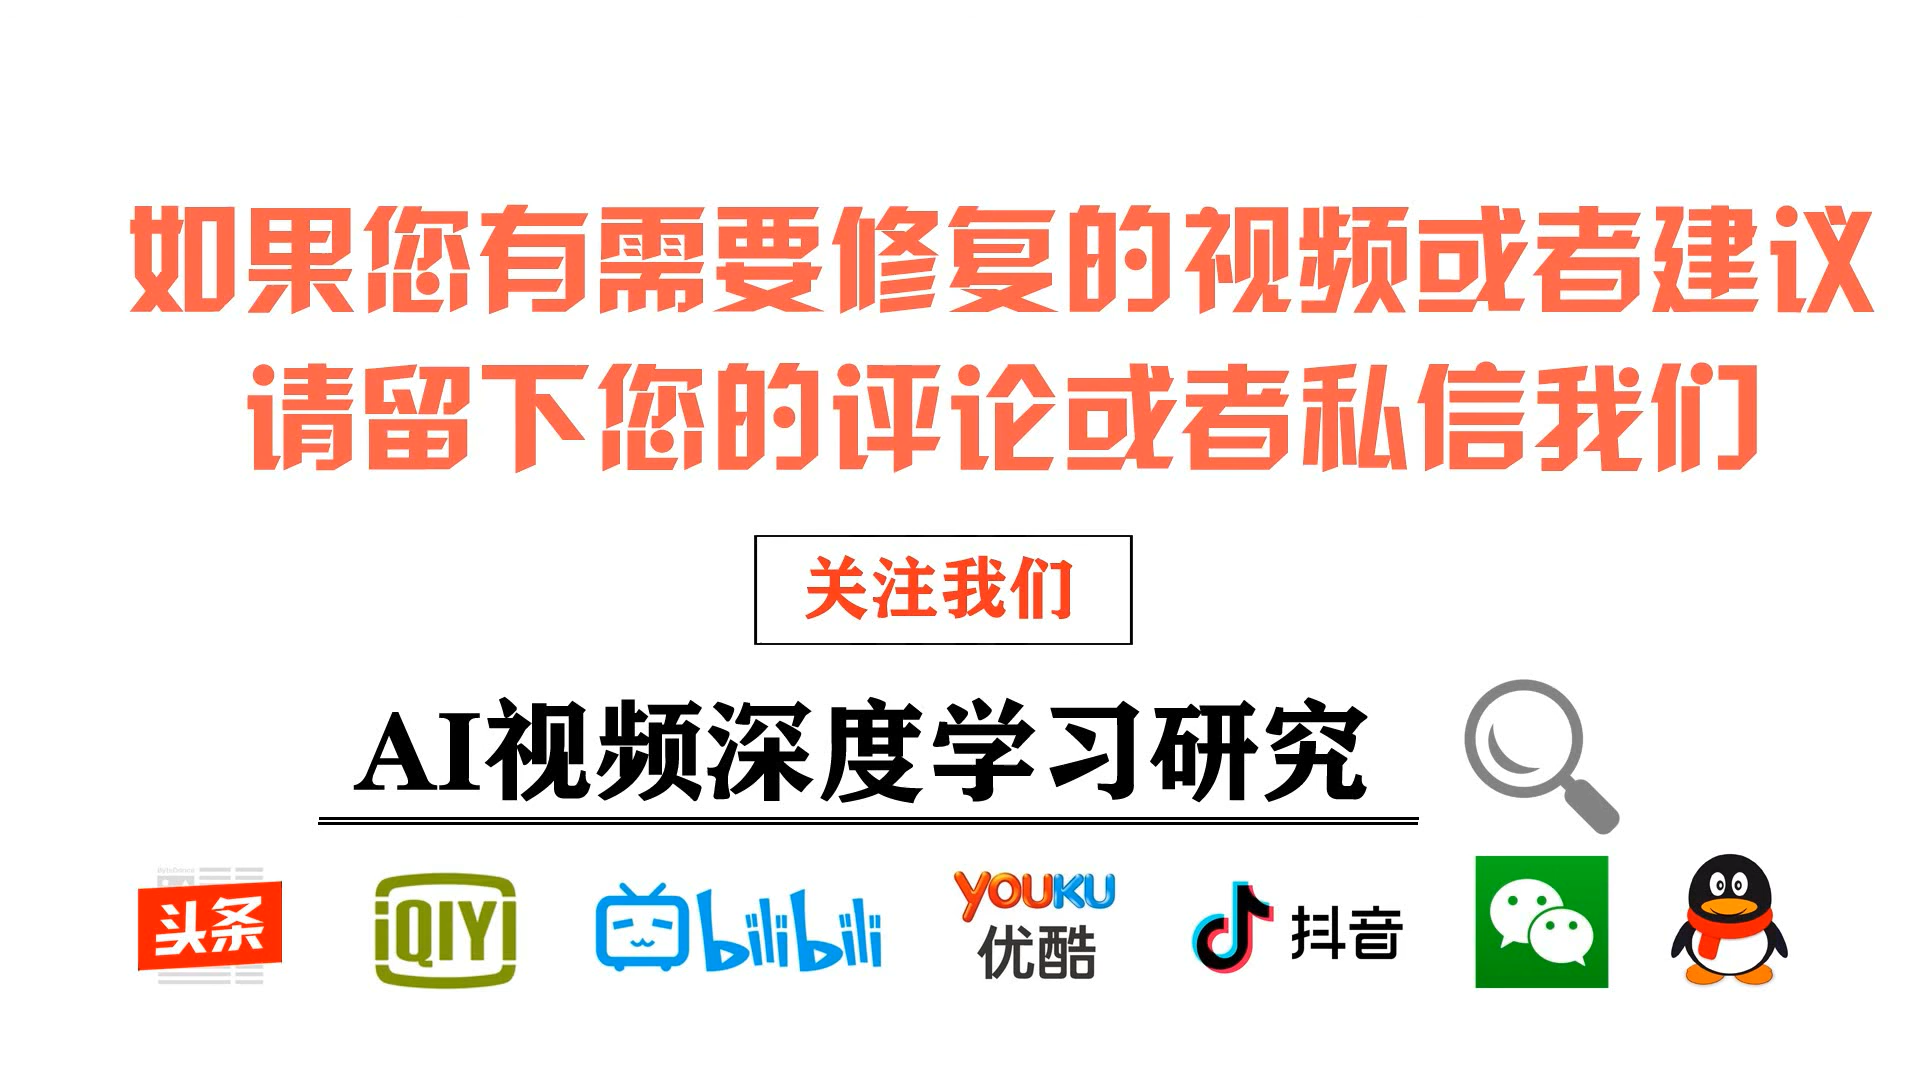 如果您有需要修复的视频或者建议
请留下您的评论或者私信我们
关注我们
AI视频深度学习研究
ByteDance
头条
iQIYI
bilibili
YOUKU
优酷
抖音